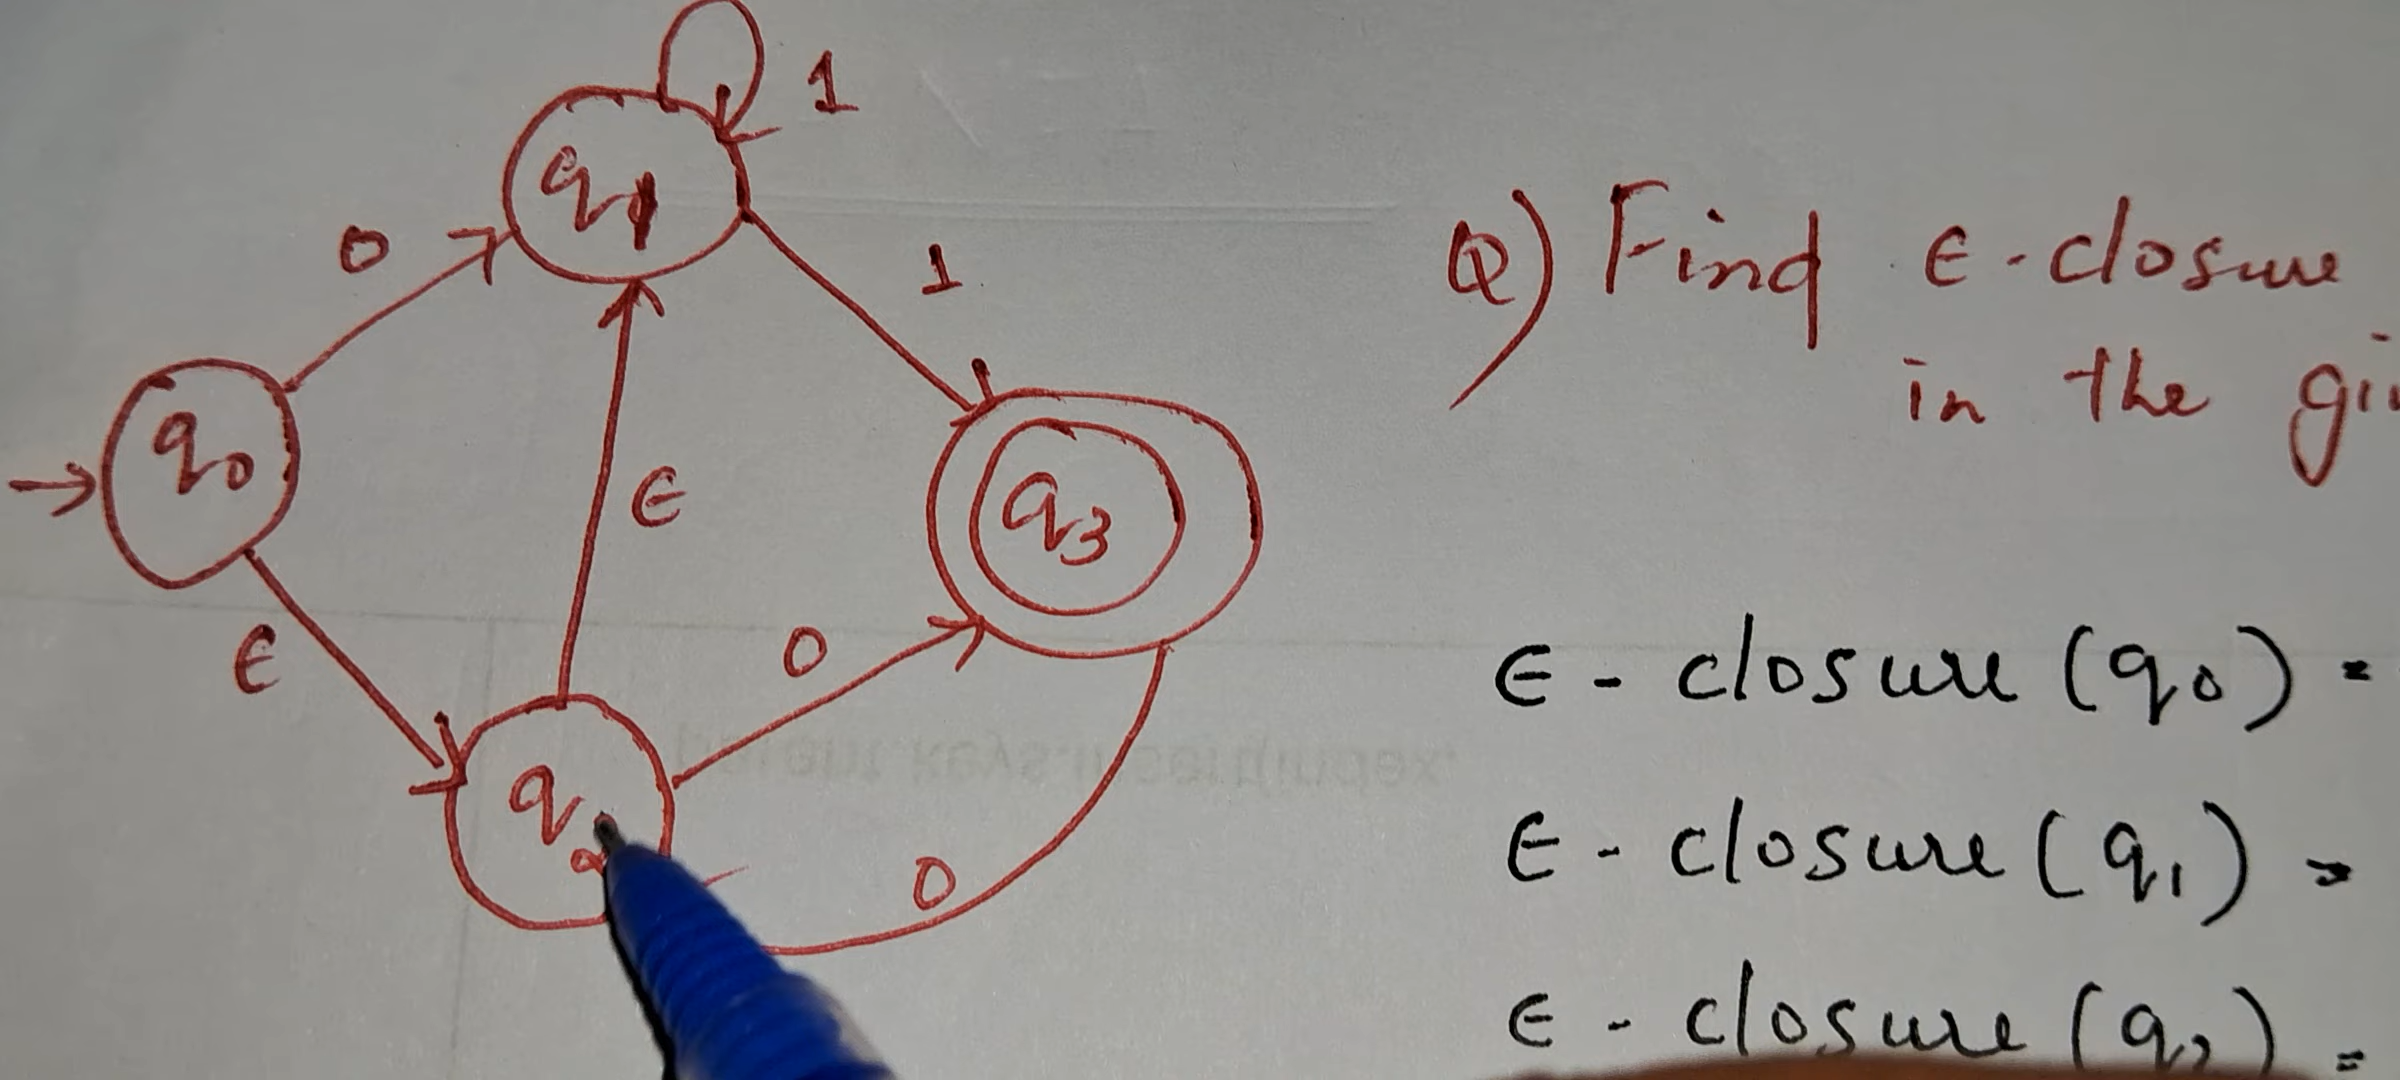 1
q1
0
1
Q) Find ε-closure
in the
q0
ε
q3
ε
0
q2
0
ε - closure (q0) =
ε - closure (q1) =
ε - closure (q2) =